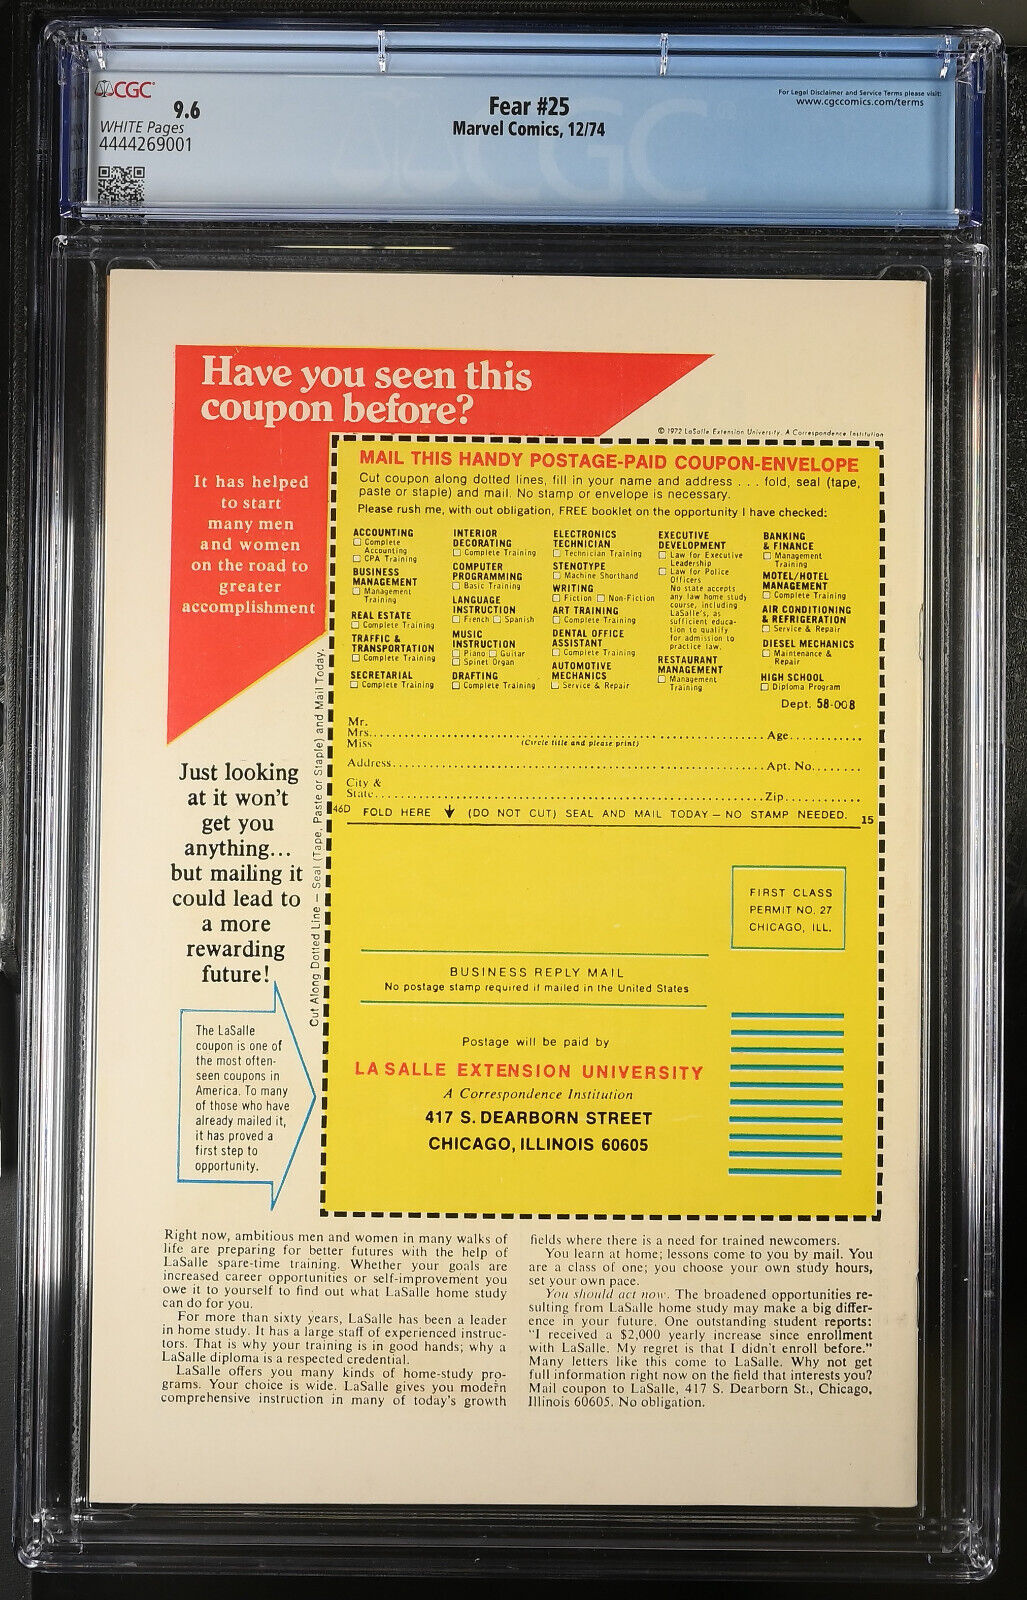 CGC
9.6
WHITE Pages
4444269001
Fear #25
Marvel Comics, 12/74
For Legal Disclaimer and Service Terms please visit:
www.cgccomics.com/terms
Have you seen this
coupon before?
It has helped
to start
many men
and women
on the road to
greater
accomplishment
© 1972 LaSalle Extension University, A Correspondence Institution
MAIL THIS HANDY POSTAGE-PAID COUPON-ENVELOPE
Cut coupon along dotted lines, fill in your name and address . . . fold, seal (tape,
paste or staple) and mail. No stamp or envelope is necessary.
Please rush me, with out obligation, FREE booklet on the opportunity I have checked:
ACCOUNTING
Complete
Accounting
CPA Training
BUSINESS
MANAGEMENT
Management
Training
REAL ESTATE
Complete Training
TRAFFIC &
TRANSPORTATION
Complete Training
SECRETARIAL
Complete Training
INTERIOR
DECORATING
Complete Training
COMPUTER
PROGRAMMING
Basic Training
LANGUAGE
INSTRUCTION
French Spanish
MUSIC
INSTRUCTION
Piano Guitar
Spinet Organ
DRAFTING
Complete Training
ELECTRONICS
TECHNICIAN
Technician Training
STENOTYPE
Machine Shorthand
WRITING
Fiction Non-Fiction
ART TRAINING
Complete Training
DENTAL OFFICE
ASSISTANT
Complete Training
AUTOMOTIVE
MECHANICS
Service & Repair
EXECUTIVE
DEVELOPMENT
Law for Executive
Leadership
Law for Police
Officers
No state accepts
any law home study
course, including
LaSalle's, as
sufficient educa-
tion to qualify
for admission to
practice law.
RESTAURANT
MANAGEMENT
Management
Training
BANKING
& FINANCE
Management
Training
MOTEL/HOTEL
MANAGEMENT
Complete Training
AIR CONDITIONING
& REFRIGERATION
Service & Repair
DIESEL MECHANICS
Maintenance &
Repair
HIGH SCHOOL
Diploma Program
Dept. 58-008
Mr.
Mrs. Age
Miss (Circle title and please print)
Address Apt. No.
City &
State Zip
46D FOLD HERE (DO NOT CUT) SEAL AND MAIL TODAY — NO STAMP NEEDED. 15
Cut Along Dotted Line — Seal (Tape, Paste or Staple) and Mail Today.
Just looking
at it won't
get you
anything...
but mailing it
could lead to
a more
rewarding
future!
FIRST CLASS
PERMIT NO. 27
CHICAGO, ILL.
BUSINESS REPLY MAIL
No postage stamp required if mailed in the United States
Postage will be paid by
LA SALLE EXTENSION UNIVERSITY
A Correspondence Institution
417 S. DEARBORN STREET
CHICAGO, ILLINOIS 60605
The LaSalle
coupon is one of
the most often-
seen coupons in
America. To many
of those who have
already mailed it,
it has proved a
first step to
opportunity.
Right now, ambitious men and women in many walks of
life are preparing for better futures with the help of
LaSalle spare-time training. Whether your goals are
increased career opportunities or self-improvement you
owe it to yourself to find out what LaSalle home study
can do for you.
For more than sixty years, LaSalle has been a leader
in home study. It has a large staff of experienced instruc-
tors. That is why your training is in good hands; why a
LaSalle diploma is a respected credential.
LaSalle offers you many kinds of home-study pro-
grams. Your choice is wide. LaSalle gives you modern
comprehensive instruction in many of today's growth
fields where there is a need for trained newcomers.
You learn at home; lessons come to you by mail. You
are a class of one; you choose your own study hours,
set your own pace.
You should act now. The broadened opportunities re-
sulting from LaSalle home study may make a big differ-
ence in your future. One outstanding student reports:
"I received a $2,000 yearly increase since enrollment
with LaSalle. My regret is that I didn't enroll before."
Many letters like this come to LaSalle. Why not get
full information right now on the field that interests you?
Mail coupon to LaSalle, 417 S. Dearborn St., Chicago,
Illinois 60605. No obligation.